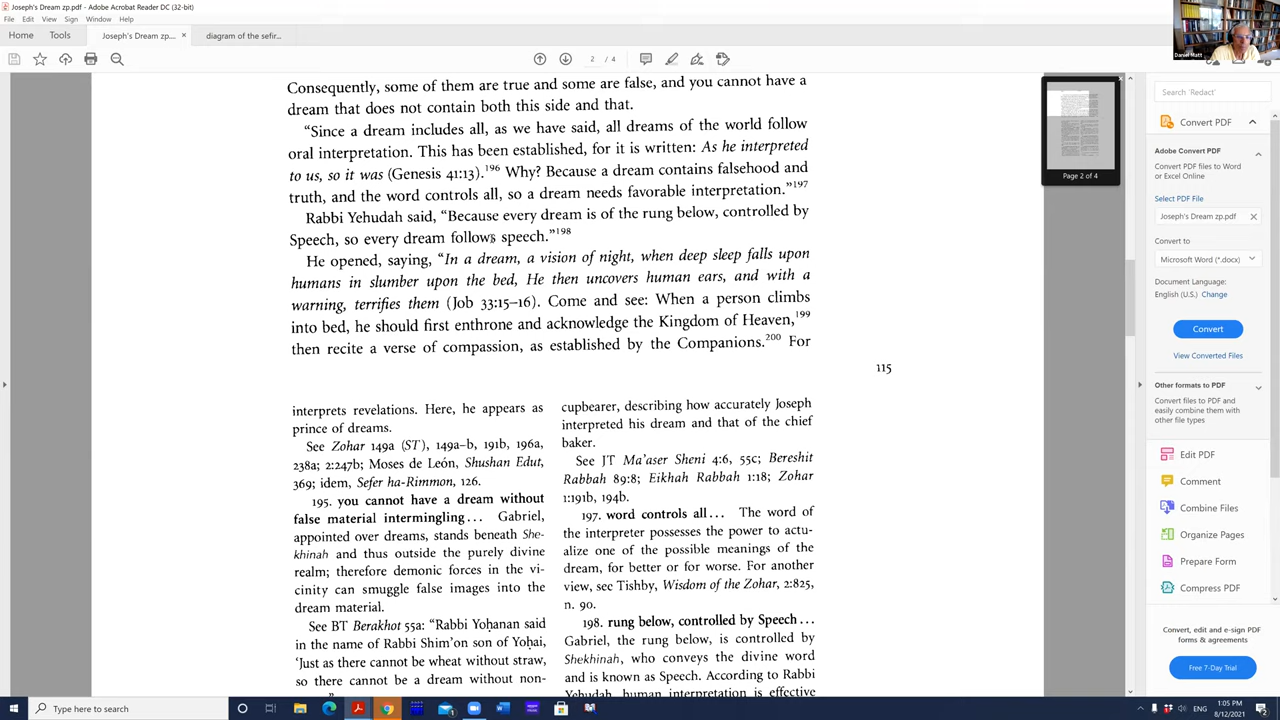 Joseph's Dream zp.pdf - Adobe Acrobat Reader DC (32-bit)
File Edit View Sign Window Help
Home Tools Joseph's Dream zp.... × diagram of the sefir...
2 / 4
Daniel Matt
Consequently, some of them are true and some are false, and you cannot have a
dream that does not contain both this side and that.
“Since a dream includes all, as we have said, all dreams of the world follow
oral interpretation. This has been established, for it is written: As he interpreted
to us, so it was (Genesis 41:13).196 Why? Because a dream contains falsehood and
truth, and the word controls all, so a dream needs favorable interpretation.”197
Rabbi Yehudah said, “Because every dream is of the rung below, controlled by
Speech, so every dream follows speech.”198
He opened, saying, “In a dream, a vision of night, when deep sleep falls upon
humans in slumber upon the bed, He then uncovers human ears, and with a
warning, terrifies them (Job 33:15–16). Come and see: When a person climbs
into bed, he should first enthrone and acknowledge the Kingdom of Heaven,199
then recite a verse of compassion, as established by the Companions.200 For
115
interprets revelations. Here, he appears as
prince of dreams.
See Zohar 149a (ST), 149a–b, 191b, 196a,
238a; 2:247b; Moses de León, Shushan Edut,
369; idem, Sefer ha-Rimmon, 126.
195. you cannot have a dream without
false material intermingling... Gabriel,
appointed over dreams, stands beneath She-
khinah and thus outside the purely divine
realm; therefore demonic forces in the vi-
cinity can smuggle false images into the
dream material.
See BT Berakhot 55a: “Rabbi Yoḥanan said
in the name of Rabbi Shim'on son of Yoḥai,
‘Just as there cannot be wheat without straw,
so there cannot be a dream without non-
cupbearer, describing how accurately Joseph
interpreted his dream and that of the chief
baker.
See JT Ma'aser Sheni 4:6, 55c; Bereshit
Rabbah 89:8; Eikhah Rabbah 1:18; Zohar
1:191b, 194b.
197. word controls all... The word of
the interpreter possesses the power to actu-
alize one of the possible meanings of the
dream, for better or for worse. For another
view, see Tishby, Wisdom of the Zohar, 2:825,
n. 90.
198. rung below, controlled by Speech...
Gabriel, the rung below, is controlled by
Shekhinah, who conveys the divine word
and is known as Speech. According to Rabbi
Yehudah, human interpretation is effective
Page 2 of 4
Search 'Redact'
Convert PDF
Adobe Convert PDF
Convert PDF files to Word
or Excel Online
Select PDF File
Joseph's Dream zp.pdf ×
Convert to
Microsoft Word (*.docx)
Document Language:
English (U.S.) Change
Convert
View Converted Files
Other formats to PDF
Convert files to PDF and
easily combine them with
other file types
Edit PDF
Comment
Combine Files
Organize Pages
Prepare Form
Compress PDF
Convert, edit and e-sign PDF
forms & agreements
Free 7-Day Trial
Type here to search
ENG
1:05 PM
8/12/2021
2